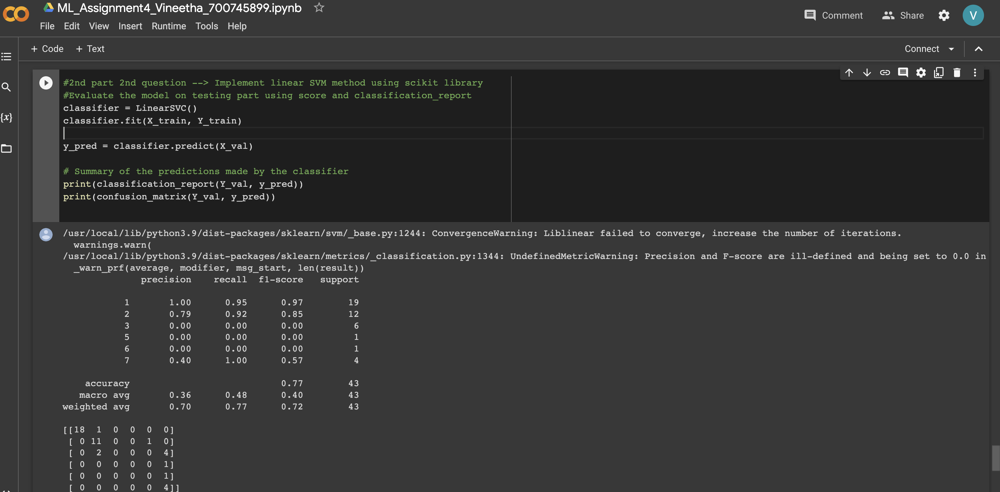 ML_Assignment4_Vineetha_700745899.ipynb
Comment
Share
V
File Edit View Insert Runtime Tools Help
+ Code + Text
Connect
{x}
#2nd part 2nd question --> Implement linear SVM method using scikit library
#Evaluate the model on testing part using score and classification_report
classifier = LinearSVC()
classifier.fit(X_train, Y_train)
y_pred = classifier.predict(X_val)
# Summary of the predictions made by the classifier
print(classification_report(Y_val, y_pred))
print(confusion_matrix(Y_val, y_pred))
/usr/local/lib/python3.9/dist-packages/sklearn/svm/_base.py:1244: ConvergenceWarning: Liblinear failed to converge, increase the number of iterations.
warnings.warn(
/usr/local/lib/python3.9/dist-packages/sklearn/metrics/_classification.py:1344: UndefinedMetricWarning: Precision and F-score are ill-defined and being set to 0.0 in
_warn_prf(average, modifier, msg_start, len(result))
precision recall f1-score support
1 1.00 0.95 0.97 19
2 0.79 0.92 0.85 12
3 0.00 0.00 0.00 6
5 0.00 0.00 0.00 1
6 0.00 0.00 0.00 1
7 0.40 1.00 0.57 4
accuracy 0.77 43
macro avg 0.36 0.48 0.40 43
weighted avg 0.70 0.77 0.72 43
[[18 1 0 0 0 0]
[ 0 11 0 0 1 0]
[ 0 2 0 0 0 4]
[ 0 0 0 0 0 1]
[ 0 0 0 0 0 1]
[ 0 0 0 0 0 4]]